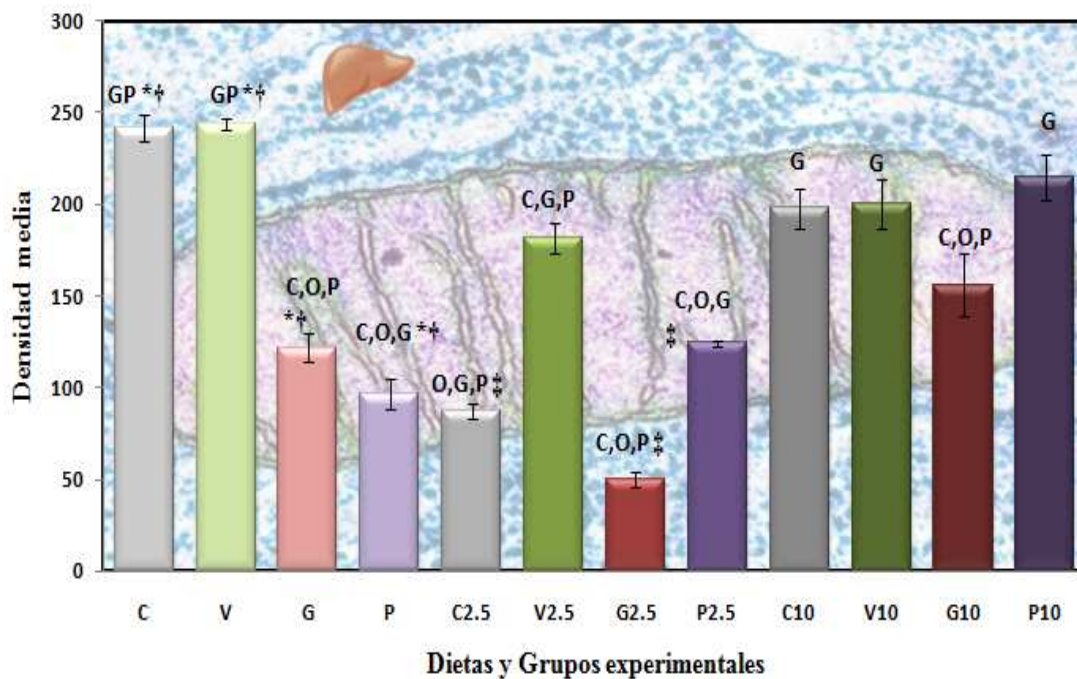 300
250
200
150
100
50
0
Densidad media
GP *‡
GP *‡
C,O,P
*‡
C,O,G *‡
O,G,P ‡
C,G,P
C,O,P ‡
C,O,G
‡
G
G
C,O,P
G
C V G P C2.5 V2.5 G2.5 P2.5 C10 V10 G10 P10
Dietas y Grupos experimentales